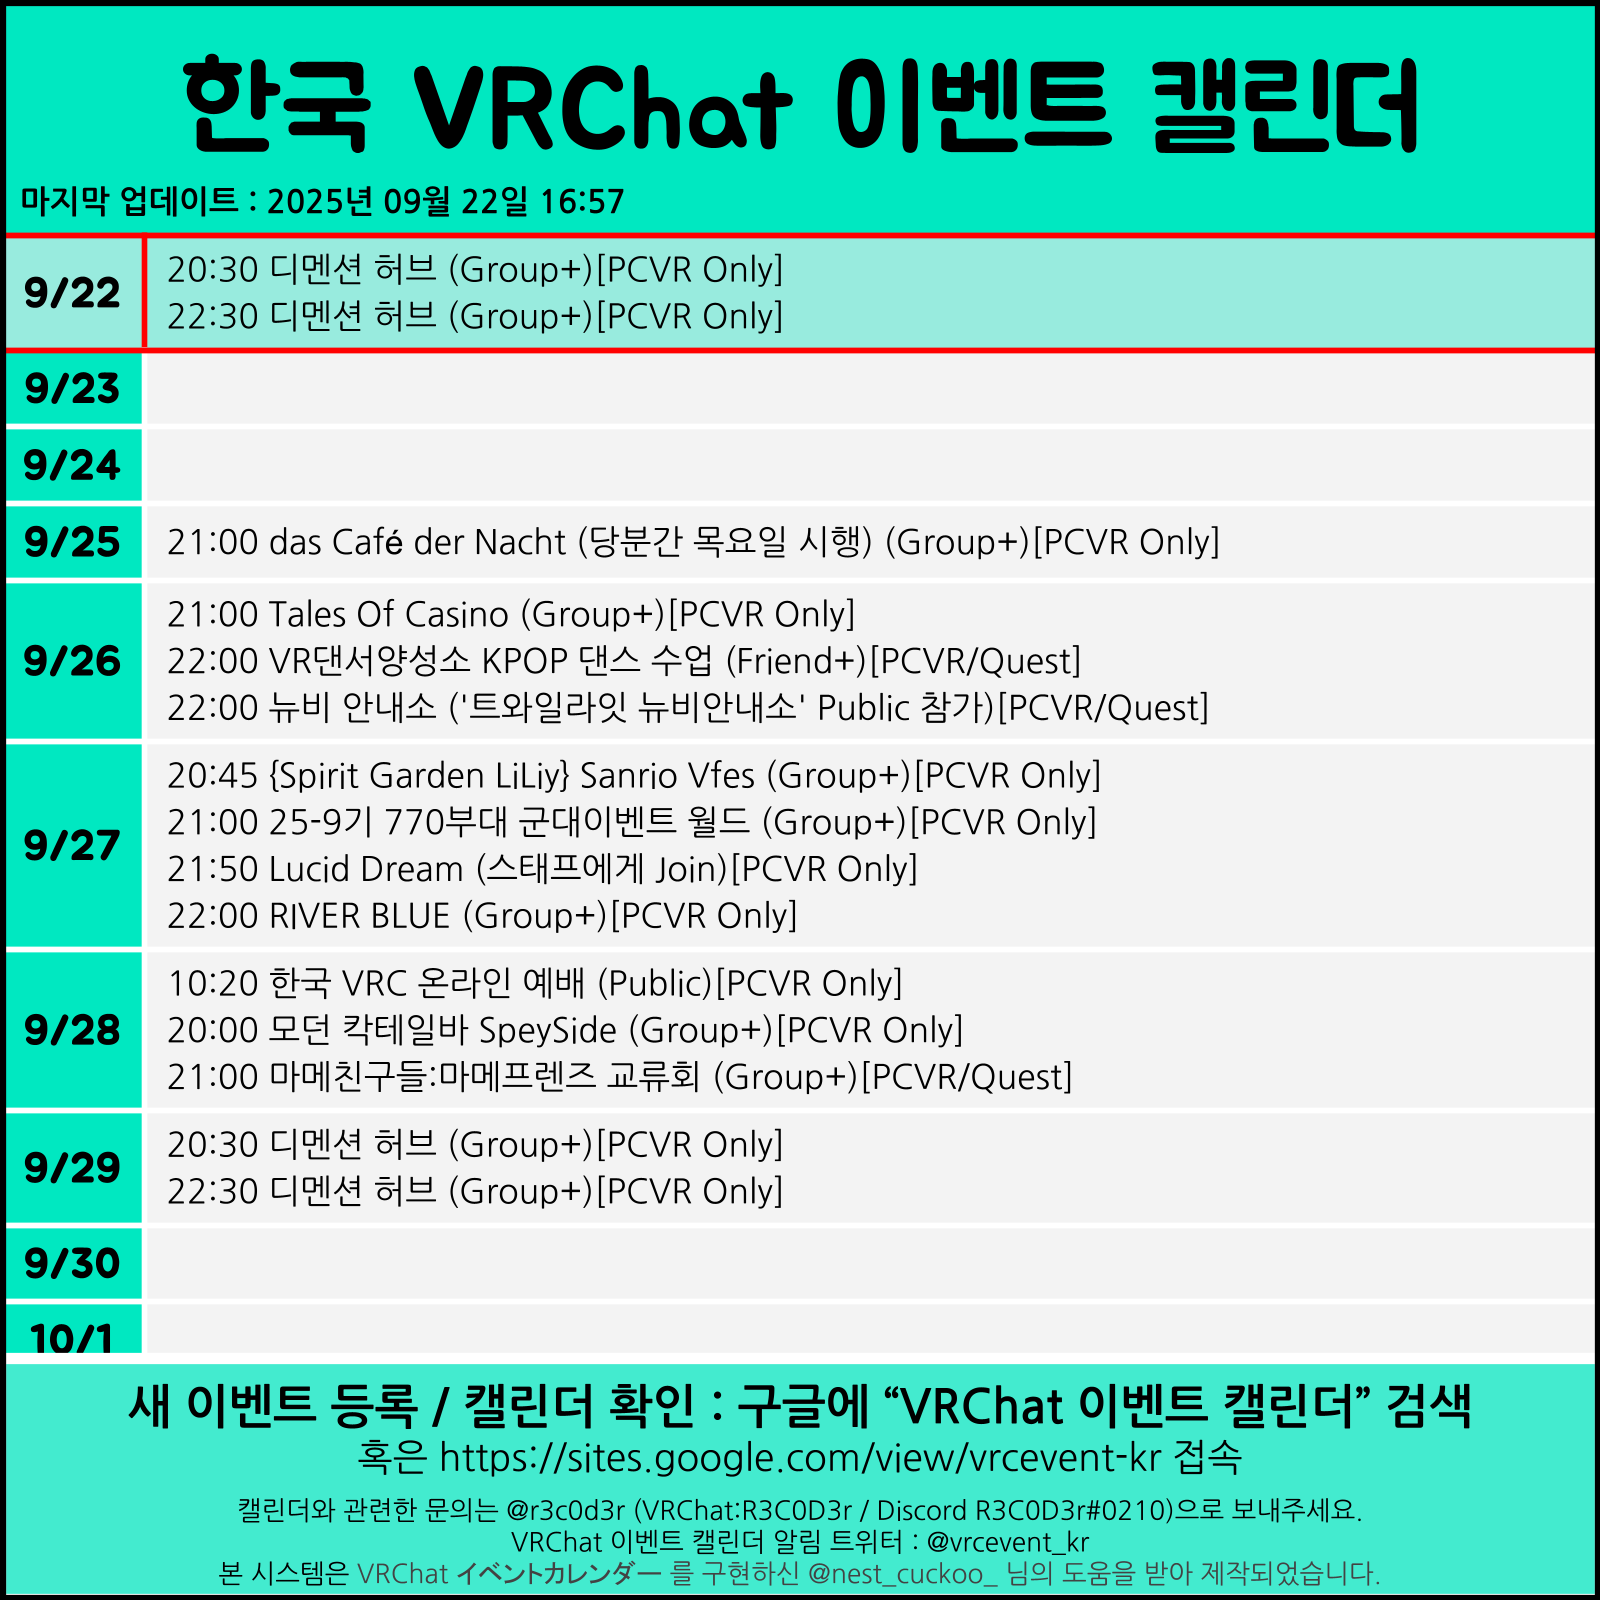 한국 VRChat 이벤트 캘린더
마지막 업데이트 : 2025년 09월 22일 16:57
9/22
20:30 디멘션 허브 (Group+)[PCVR Only]
22:30 디멘션 허브 (Group+)[PCVR Only]
9/23
9/24
9/25
21:00 das Café der Nacht (당분간 목요일 시행) (Group+)[PCVR Only]
9/26
21:00 Tales Of Casino (Group+)[PCVR Only]
22:00 VR댄서양성소 KPOP 댄스 수업 (Friend+)[PCVR/Quest]
22:00 뉴비 안내소 ('트와일라잇 뉴비안내소' Public 참가)[PCVR/Quest]
9/27
20:45 {Spirit Garden LiLiy} Sanrio Vfes (Group+)[PCVR Only]
21:00 25-9기 770부대 군대이벤트 월드 (Group+)[PCVR Only]
21:50 Lucid Dream (스태프에게 Join)[PCVR Only]
22:00 RIVER BLUE (Group+)[PCVR Only]
9/28
10:20 한국 VRC 온라인 예배 (Public)[PCVR Only]
20:00 모던 칵테일바 SpeySide (Group+)[PCVR Only]
21:00 마메친구들:마메프렌즈 교류회 (Group+)[PCVR/Quest]
9/29
20:30 디멘션 허브 (Group+)[PCVR Only]
22:30 디멘션 허브 (Group+)[PCVR Only]
9/30
10/1
새 이벤트 등록 / 캘린더 확인 : 구글에 “VRChat 이벤트 캘린더” 검색
혹은 https://sites.google.com/view/vrcevent-kr 접속
캘린더와 관련한 문의는 @r3c0d3r (VRChat:R3C0D3r / Discord R3C0D3r#0210)으로 보내주세요.
VRChat 이벤트 캘린더 알림 트위터 : @vrcevent_kr
본 시스템은 VRChat イベントカレンダー 를 구현하신 @nest_cuckoo_ 님의 도움을 받아 제작되었습니다.